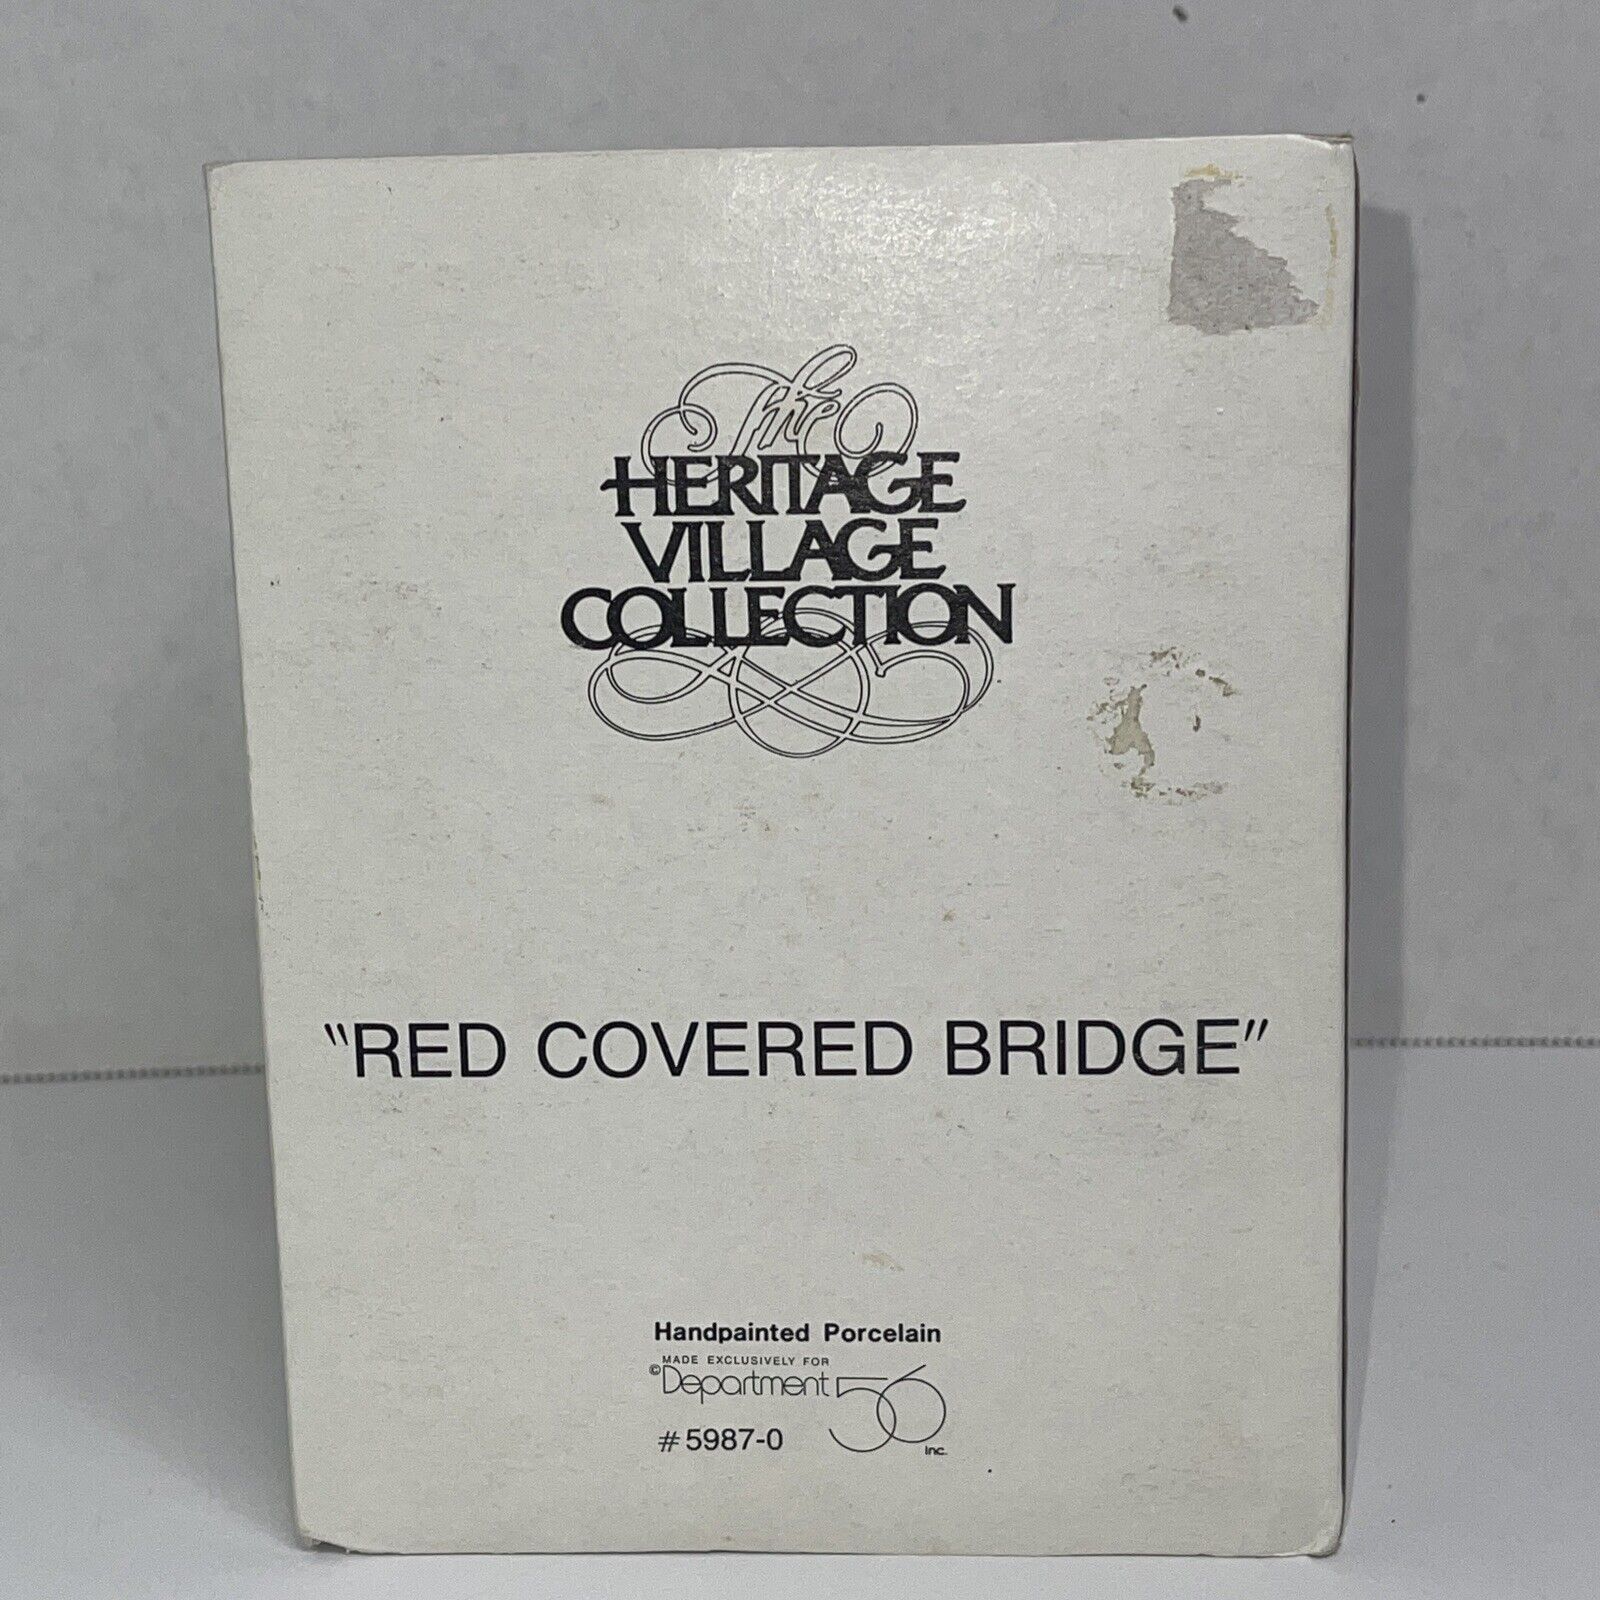 The
HERITAGE
VILLAGE
COLLECTION
"RED COVERED BRIDGE"
Handpainted Porcelain
MADE EXCLUSIVELY FOR
©Department 56 Inc.
# 5987-0